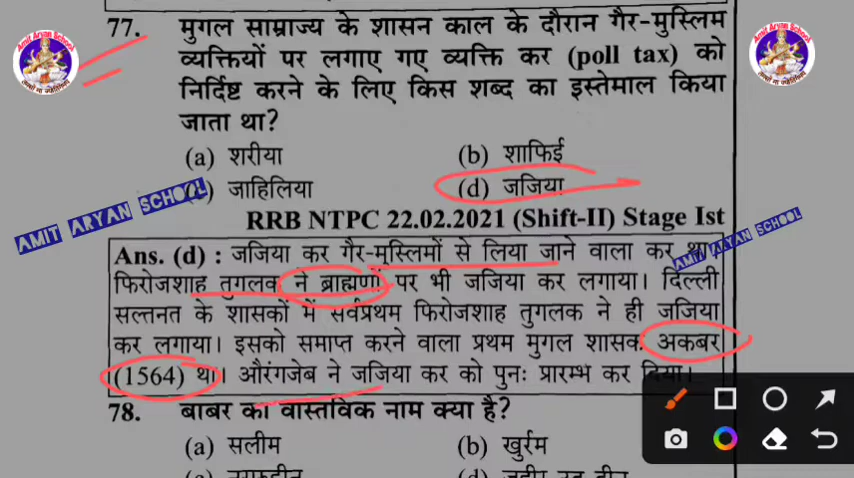 77. मुगल साम्राज्य के शासन काल के दौरान गैर-मुस्लिम
व्यक्तियों पर लगाए गए व्यक्ति कर (poll tax) को
निर्दिष्ट करने के लिए किस शब्द का इस्तेमाल किया
जाता था?
(a) शरीया (b) शाफिई
जाहिलिया (d) जजिया
AMIT ARYAN SCHOOL
RRB NTPC 22.02.2021 (Shift-II) Stage Ist
AMIT ARYAN SCHOOL
Ans. (d) : जजिया कर गैर-मुस्लिमों से लिया जाने वाला कर था
फिरोजशाह तुगलक ने ब्राह्मणों पर भी जजिया कर लगाया। दिल्ली
सल्तनत के शासकों में सर्वप्रथम फिरोजशाह तुगलक ने ही जजिया
कर लगाया। इसको समाप्त करने वाला प्रथम मुगल शासक अकबर
(1564) था। औरंगजेब ने जजिया कर को पुनः प्रारम्भ कर दिया।
78. बाबर का वास्तविक नाम क्या है?
(a) सलीम (b) खुर्रम